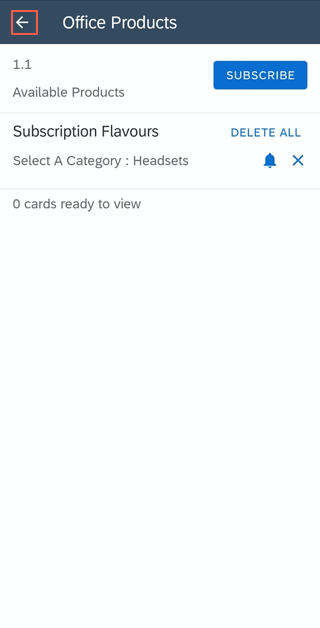 Office Products
1.1
SUBSCRIBE
Available Products
Subscription Flavours
DELETE ALL
Select A Category : Headsets
0 cards ready to view